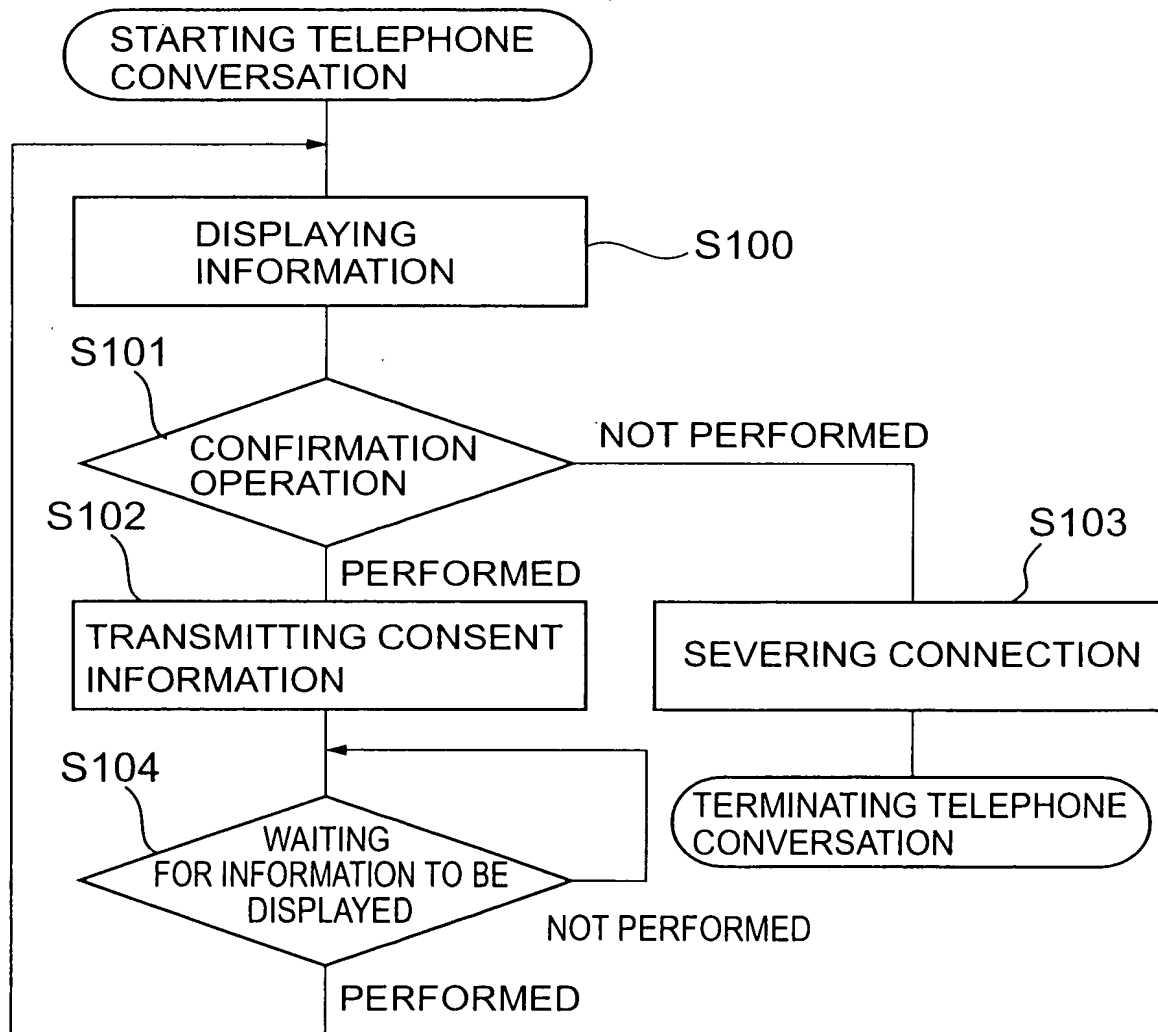 STARTING TELEPHONE
CONVERSATION
DISPLAYING
INFORMATION
S100
S101
CONFIRMATION
OPERATION
NOT PERFORMED
S102
PERFORMED
S103
TRANSMITTING CONSENT
INFORMATION
SEVERING CONNECTION
S104
WAITING
FOR INFORMATION TO BE
DISPLAYED
NOT PERFORMED
TERMINATING TELEPHONE
CONVERSATION
PERFORMED